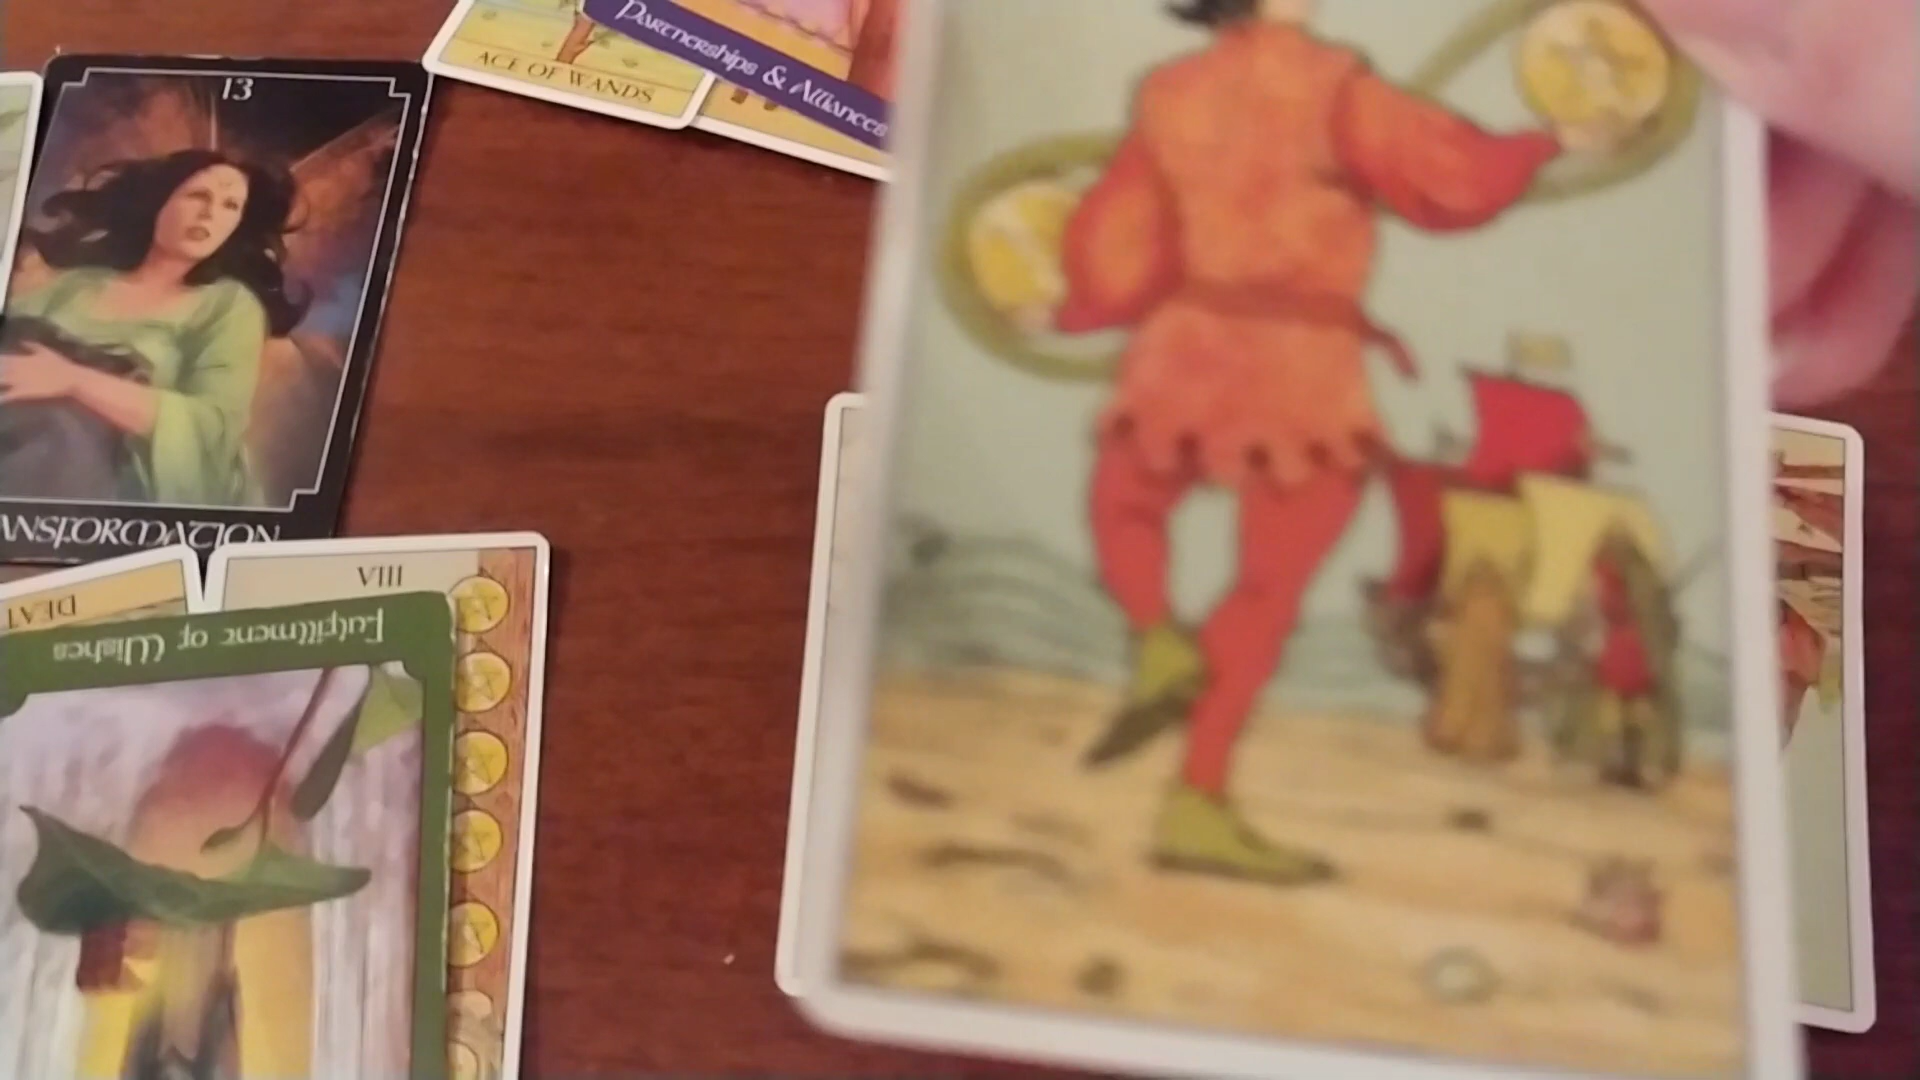 Partnerships & Alliances
ACE OF WANDS
13
ANSFORMATION
VIII
DEAT
Fulfillment of Wishes